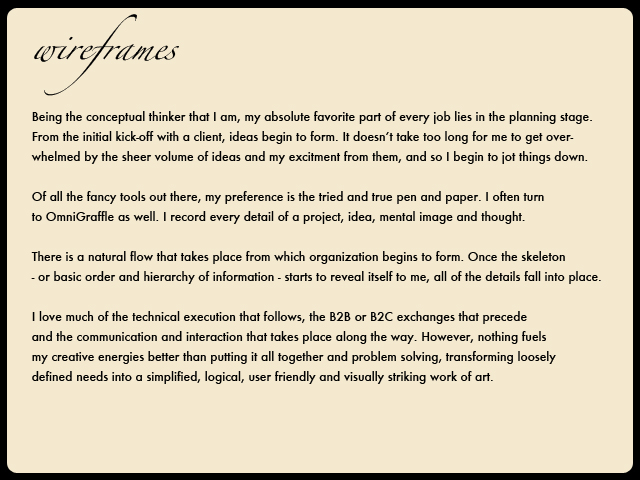 wireframes
Being the conceptual thinker that I am, my absolute favorite part of every job lies in the planning stage.
From the initial kick-off with a client, ideas begin to form. It doesn't take too long for me to get over-
whelmed by the sheer volume of ideas and my excitment from them, and so I begin to jot things down.
Of all the fancy tools out there, my preference is the tried and true pen and paper. I often turn
to OmniGraffle as well. I record every detail of a project, idea, mental image and thought.
There is a natural flow that takes place from which organization begins to form. Once the skeleton
- or basic order and hierarchy of information - starts to reveal itself to me, all of the details fall into place.
I love much of the technical execution that follows, the B2B or B2C exchanges that precede
and the communication and interaction that takes place along the way. However, nothing fuels
my creative energies better than putting it all together and problem solving, transforming loosely
defined needs into a simplified, logical, user friendly and visually striking work of art.